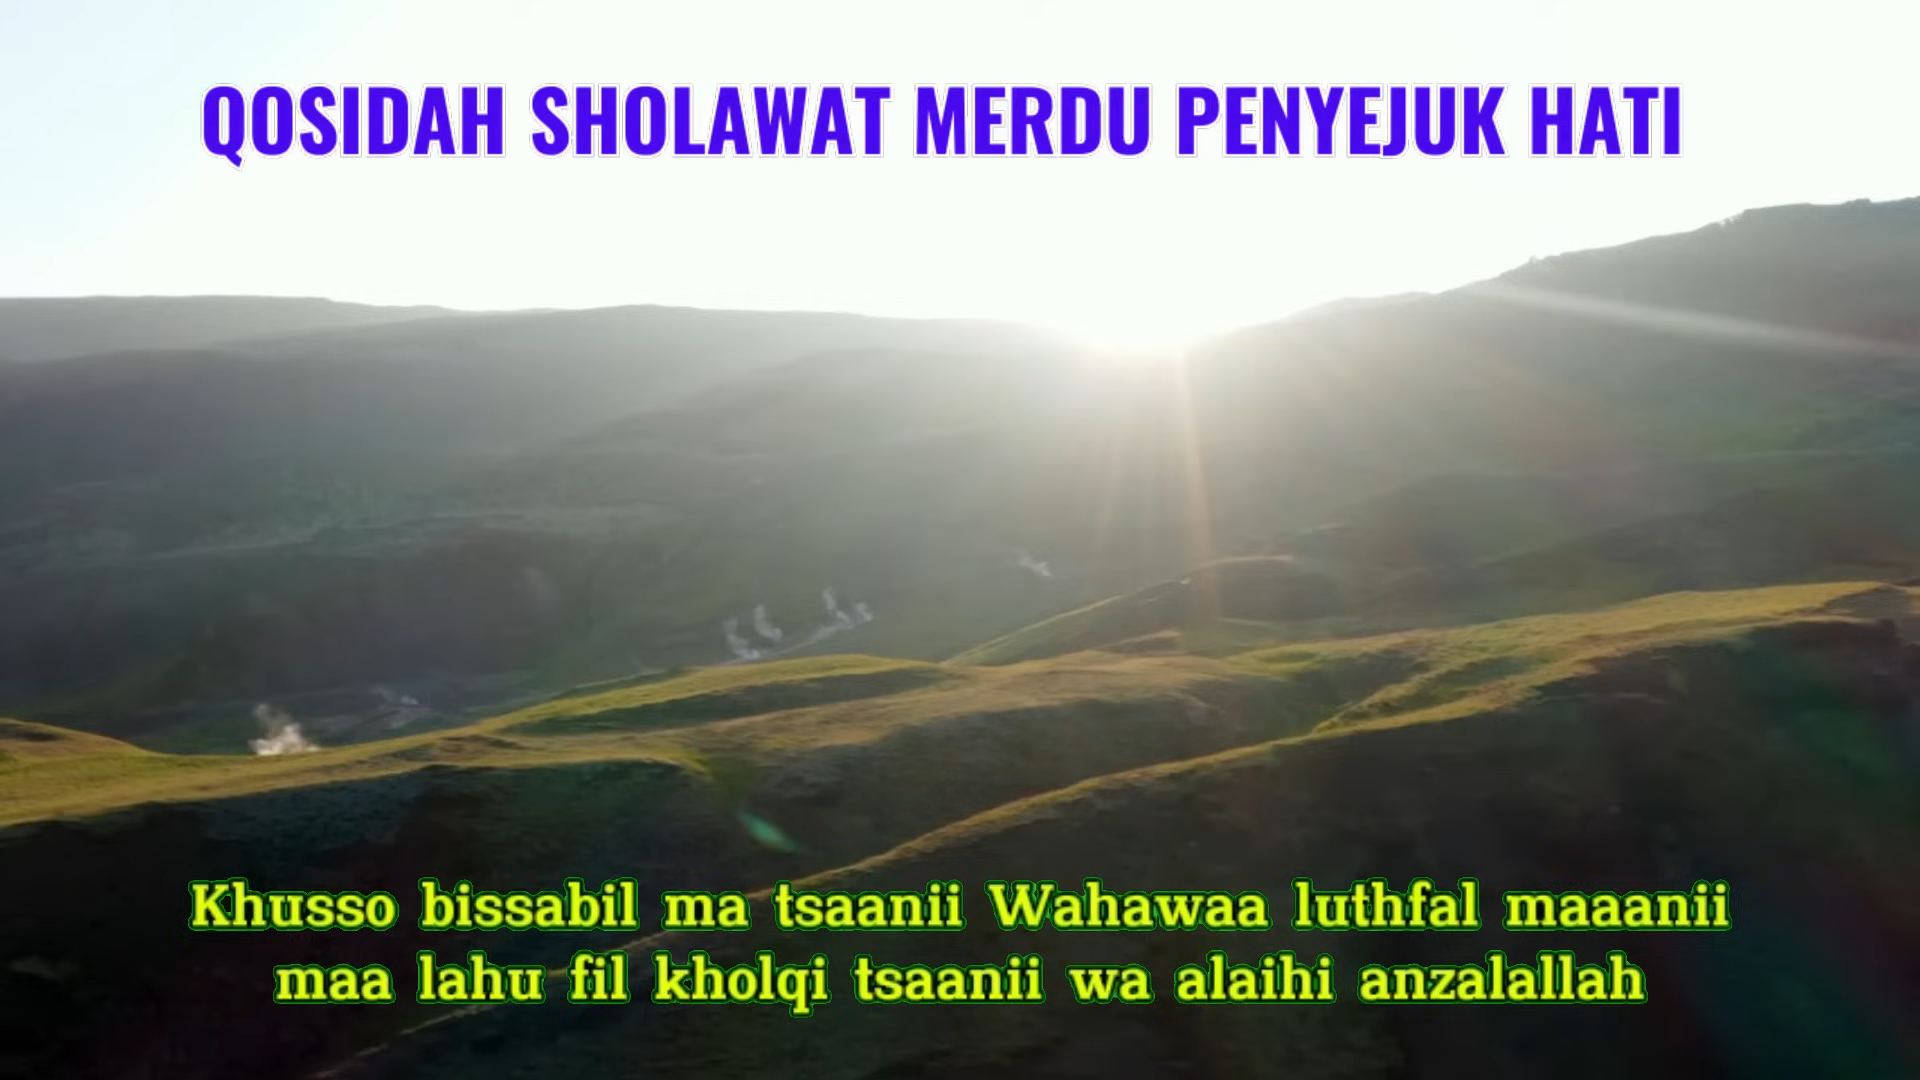 QOSIDAH SHOLAWAT MERDU PENYEJUK HATI
Khusso bissabil ma tsaanii Wahawaa luthfal maaanii
maa lahu fil kholqi tsaanii wa alaihi anzalallah